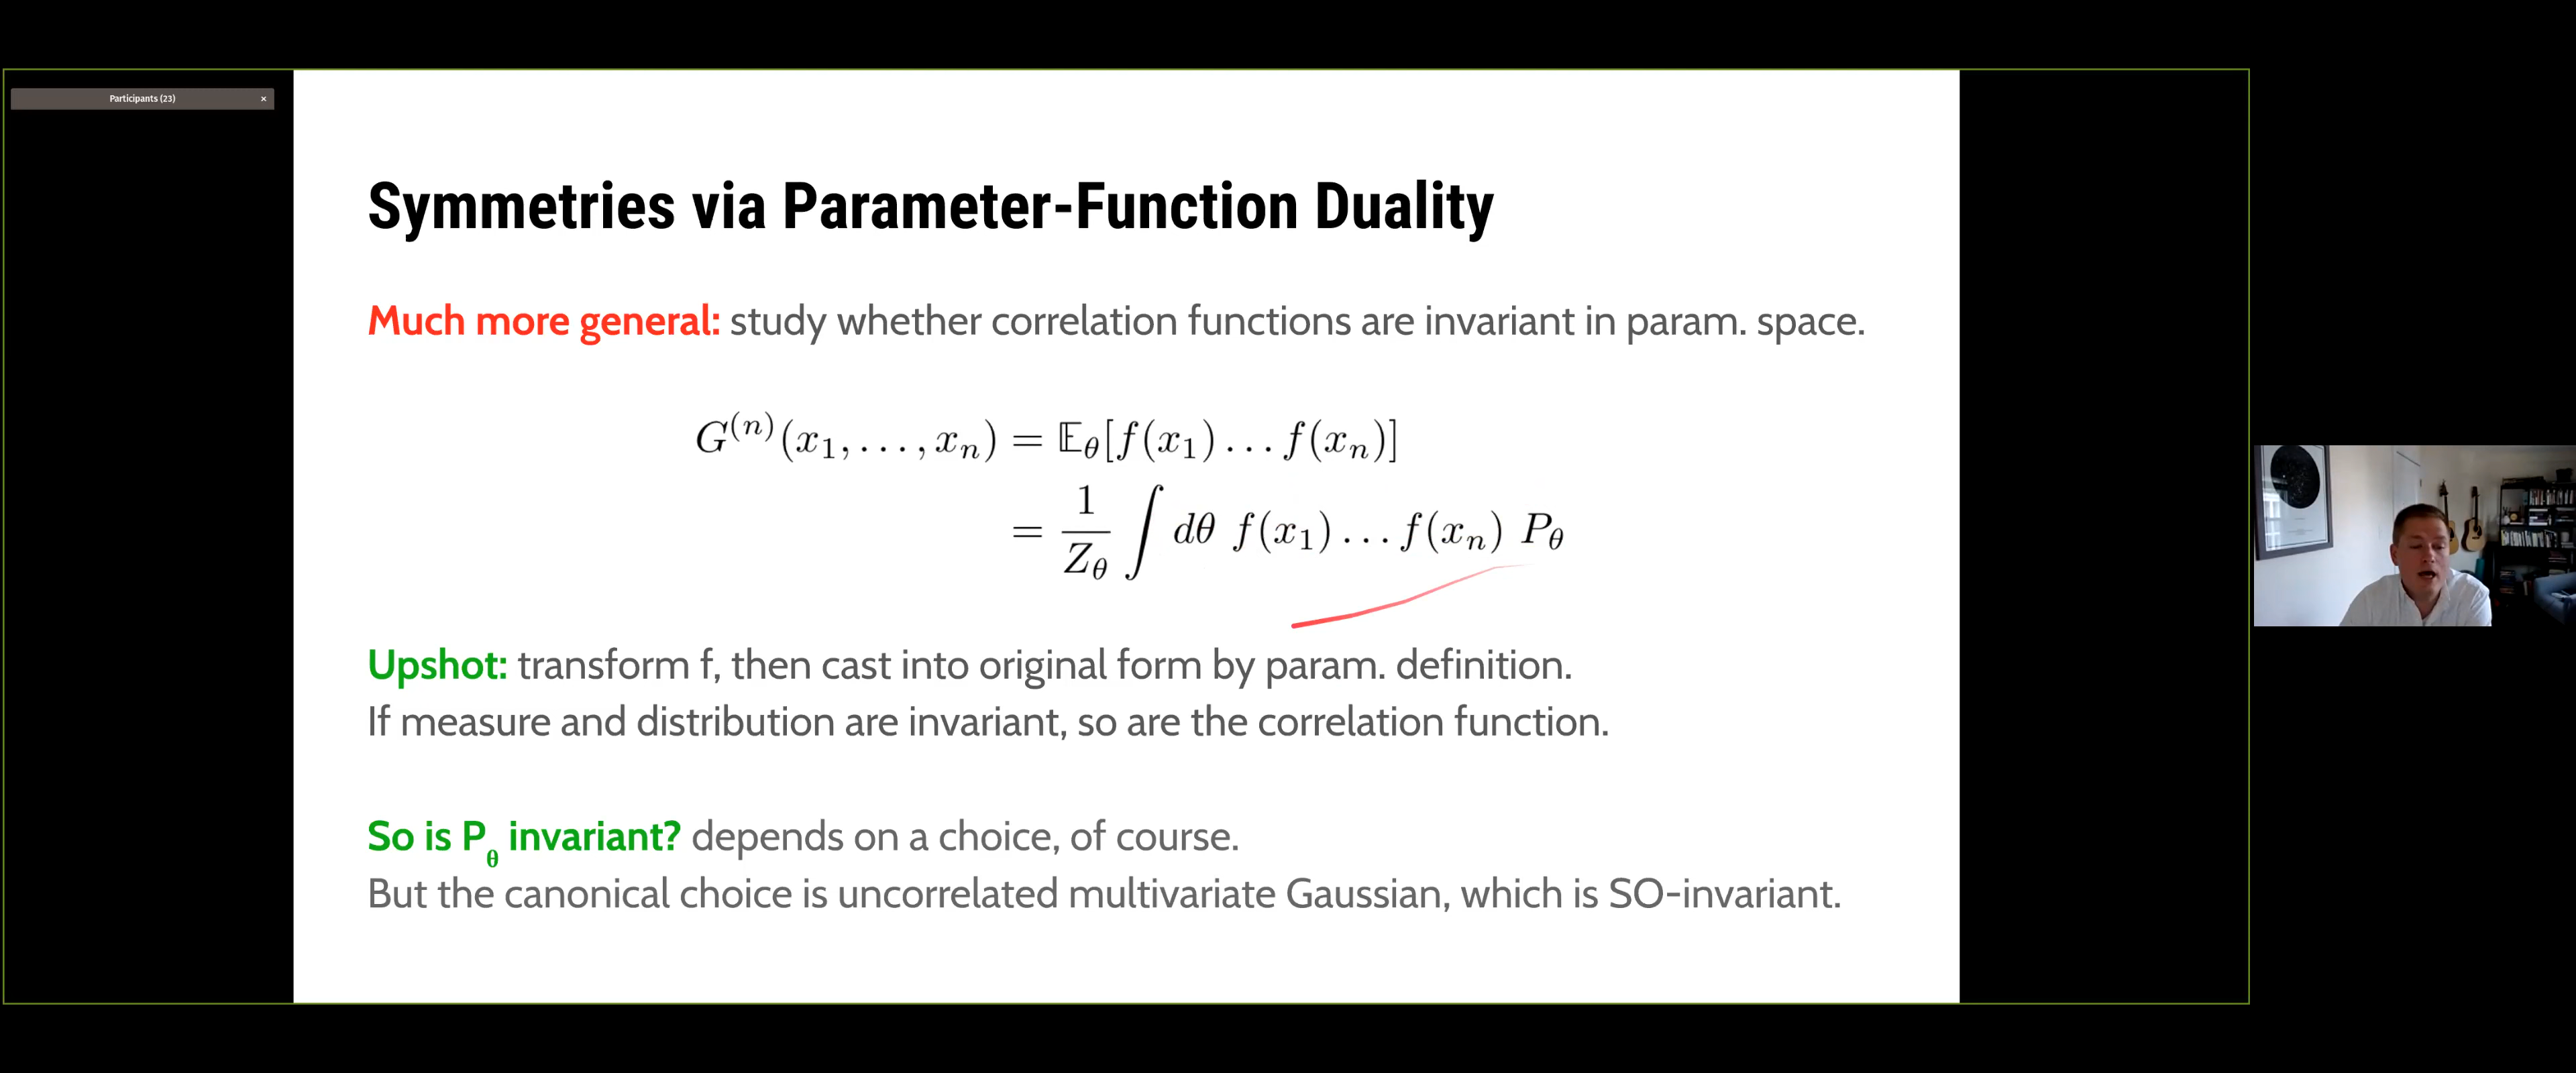 Participants (23) ×
Symmetries via Parameter-Function Duality
Much more general: study whether correlation functions are invariant in param. space.
G^{(n)}(x_1, . . . , x_n) = 𝔼_θ[f(x_1) . . . f(x_n)]
= \frac{1}{Z_θ} ∫ dθ f(x_1) . . . f(x_n) P_θ
Upshot: transform f, then cast into original form by param. definition.
If measure and distribution are invariant, so are the correlation function.
So is P_θ invariant? depends on a choice, of course.
But the canonical choice is uncorrelated multivariate Gaussian, which is SO-invariant.